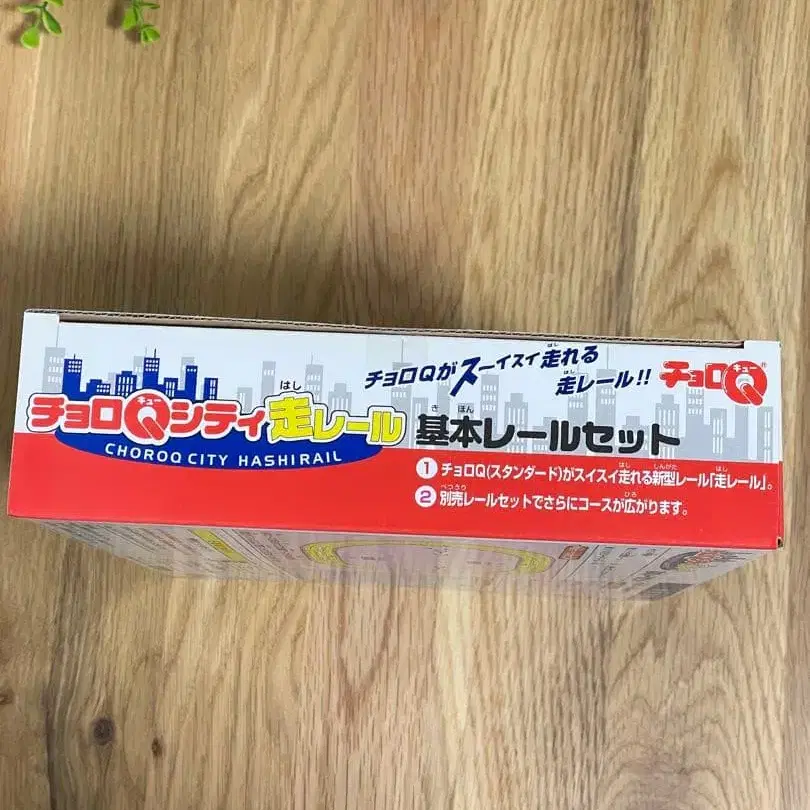 チョロQがスーイスイ走れる
走レール!!
チョロQ®
チョロQシティ走レール
CHOROQ CITY HASHIRAIL
基本レールセット
① チョロQ(スタンダード)がスイスイ走れる新型レール「走レール」。
② 別売レールセットでさらにコースが広がります。